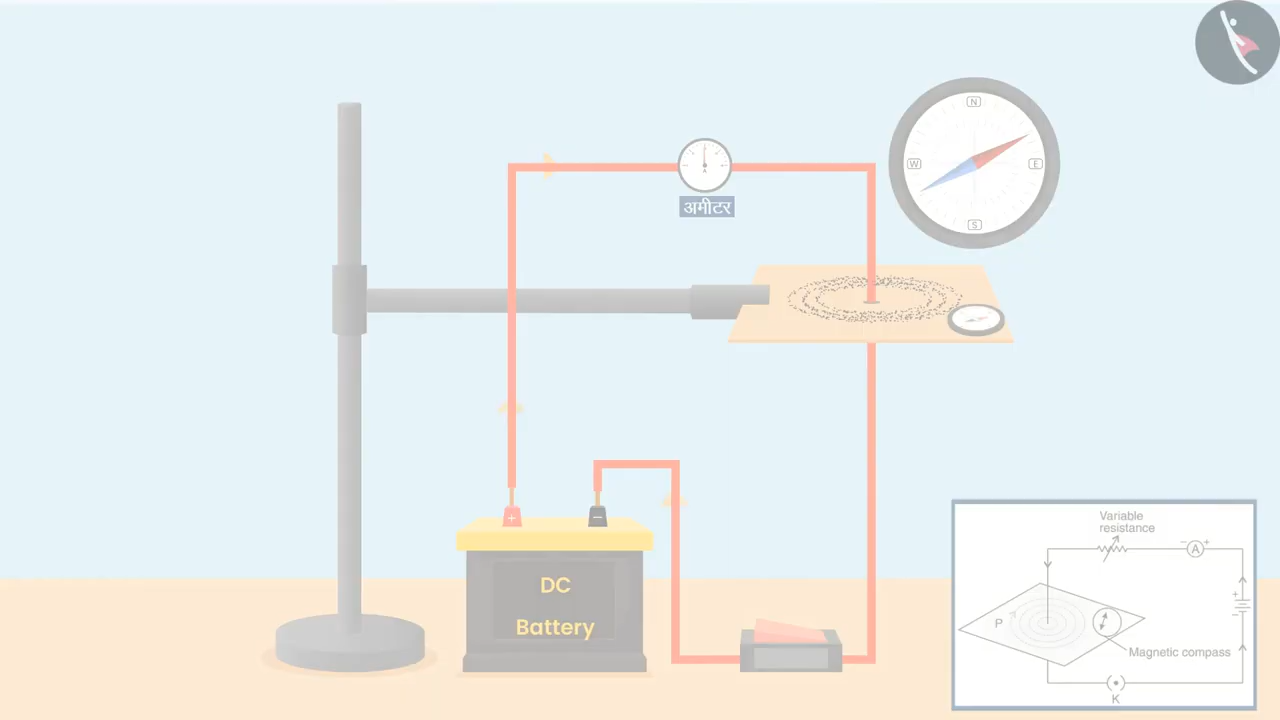 N
W
E
S
A
अमीटर
+
−
DC
Battery
Variable
resistance
− A +
+
−
P
Magnetic compass
K